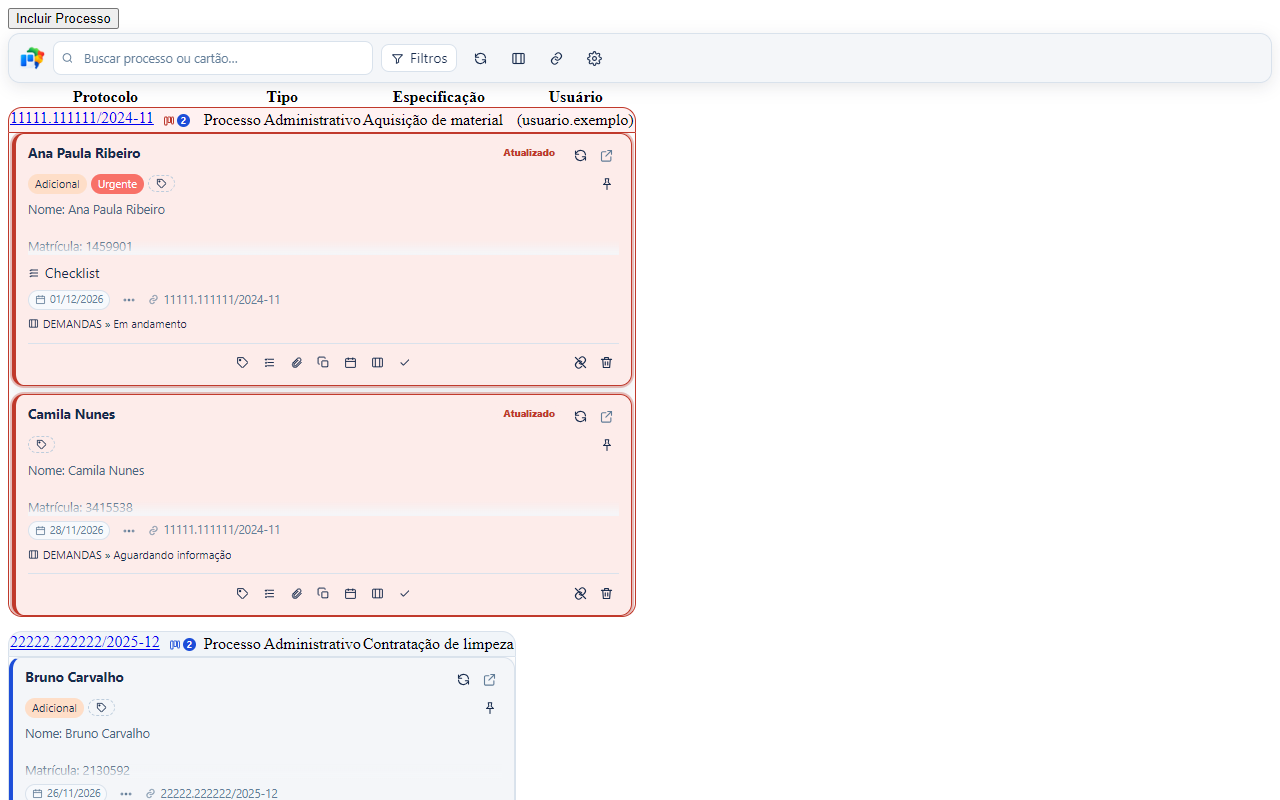 Incluir Processo
Buscar processo ou cartão... Filtros
Protocolo Tipo Especificação Usuário
11111.111111/2024-11 2 Processo Administrativo Aquisição de material (usuario.exemplo)
Ana Paula Ribeiro Atualizado
Adicional Urgente
Nome: Ana Paula Ribeiro
Matrícula: 1459901
Checklist
01/12/2026 ••• 11111.111111/2024-11
DEMANDAS » Em andamento
Camila Nunes Atualizado
Nome: Camila Nunes
Matrícula: 3415538
28/11/2026 ••• 11111.111111/2024-11
DEMANDAS » Aguardando informação
22222.222222/2025-12 2 Processo Administrativo Contratação de limpeza
Bruno Carvalho
Adicional
Nome: Bruno Carvalho
Matrícula: 2130592
26/11/2026 ••• 22222.222222/2025-12